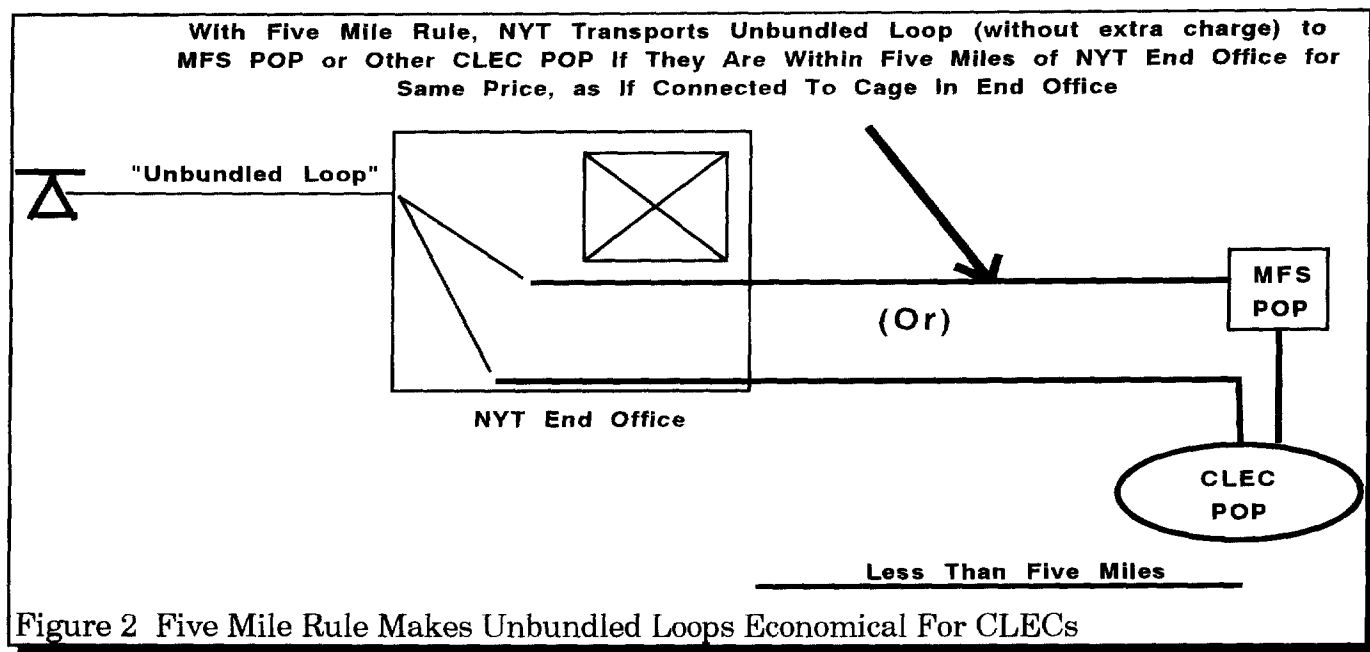 With Five Mile Rule, NYT Transports Unbundled Loop (without extra charge) to
MFS POP or Other CLEC POP If They Are Within Five Miles of NYT End Office for
Same Price, as If Connected To Cage In End Office
"Unbundled Loop"
MFS
POP
(Or)
NYT End Office
CLEC
POP
Less Than Five Miles
Figure 2 Five Mile Rule Makes Unbundled Loops Economical For CLECs